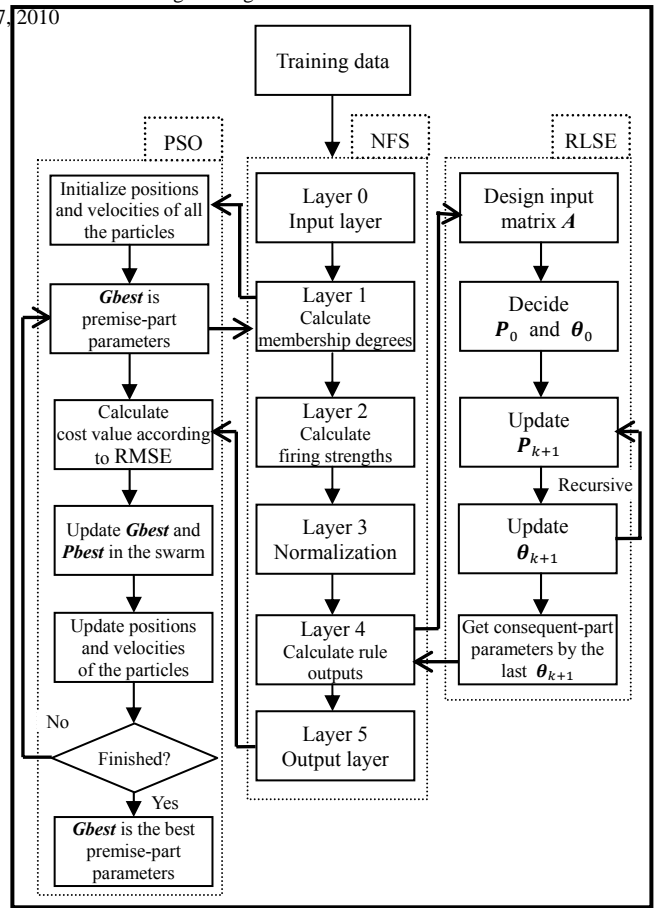 7, 2010
Training data
PSO
NFS
RLSE
Initialize positions
and velocities of all
the particles
Gbest is
premise-part
parameters
Calculate
cost value according
to RMSE
Update Gbest and
Pbest in the swarm
Update positions
and velocities
of the particles
No
Finished?
Yes
Gbest is the best
premise-part
parameters
Layer 0
Input layer
Layer 1
Calculate
membership degrees
Layer 2
Calculate
firing strengths
Layer 3
Normalization
Layer 4
Calculate rule
outputs
Layer 5
Output layer
Design input
matrix A
Decide
P₀ and θ₀
Update
Pₖ₊₁
Recursive
Update
θₖ₊₁
Get consequent-part
parameters by the
last θₖ₊₁